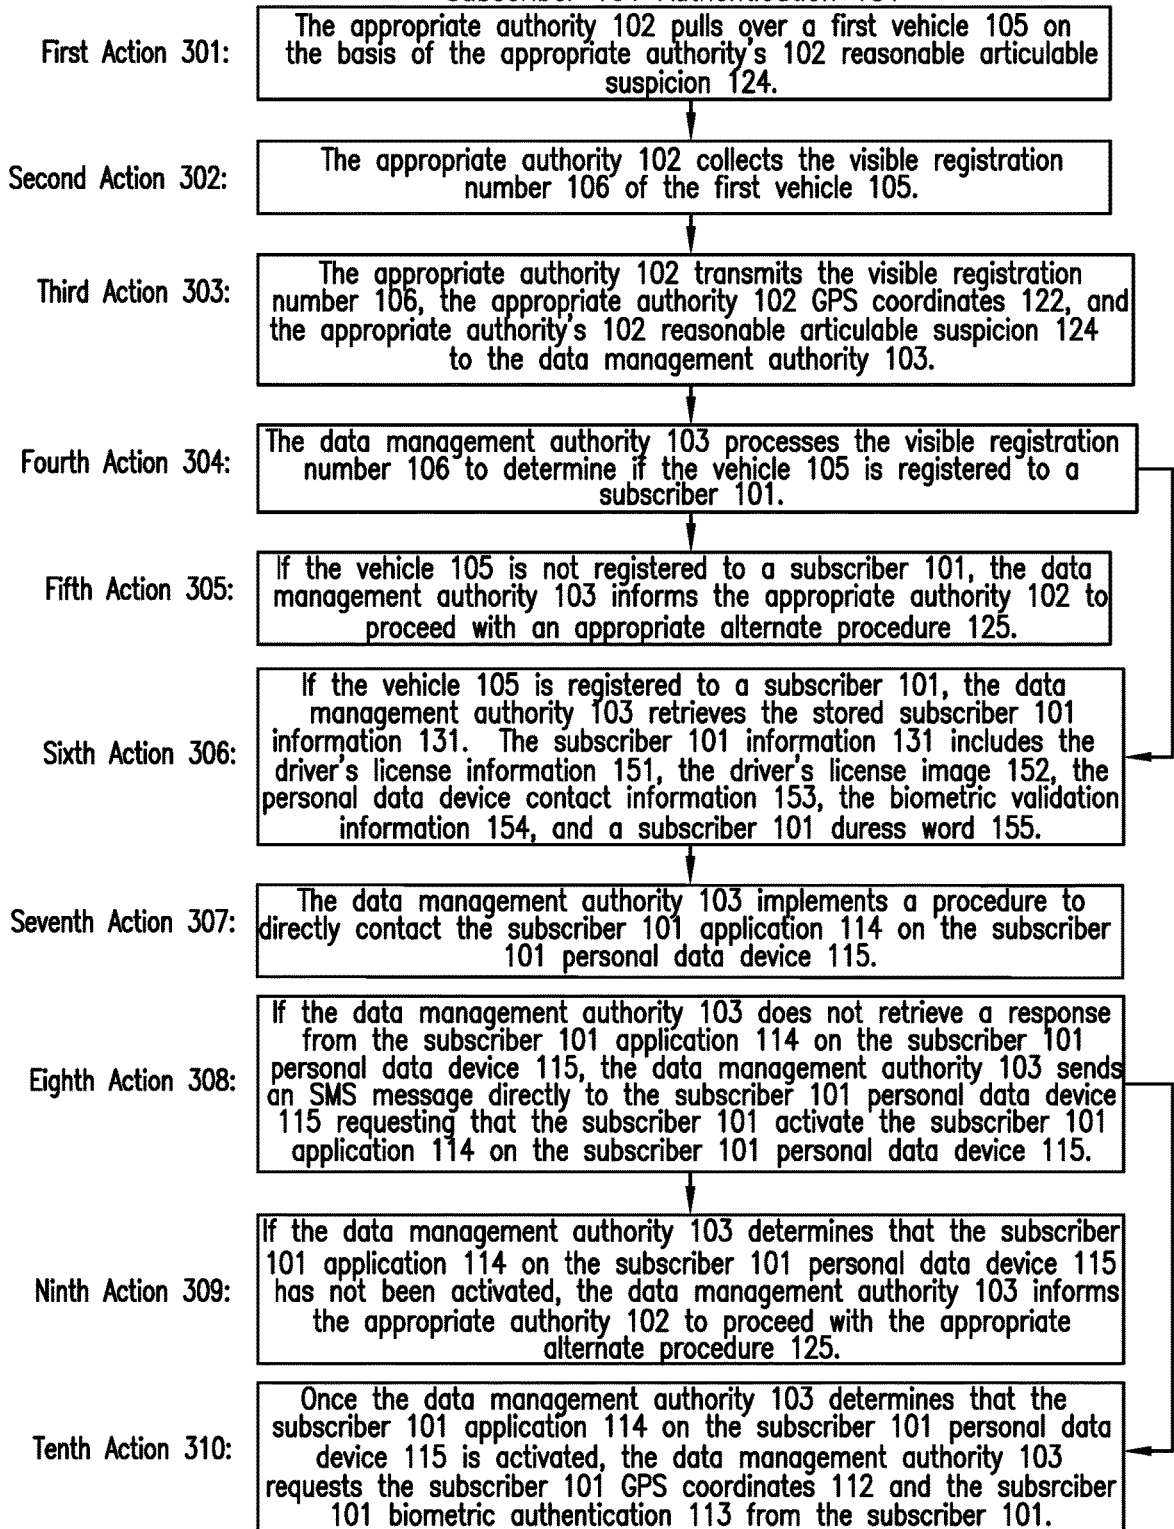 First Action 301:
The appropriate authority 102 pulls over a first vehicle 105 on
the basis of the appropriate authority's 102 reasonable articulable
suspicion 124.
Second Action 302:
The appropriate authority 102 collects the visible registration
number 106 of the first vehicle 105.
Third Action 303:
The appropriate authority 102 transmits the visible registration
number 106, the appropriate authority 102 GPS coordinates 122, and
the appropriate authority's 102 reasonable articulable suspicion 124
to the data management authority 103.
Fourth Action 304:
The data management authority 103 processes the visible registration
number 106 to determine if the vehicle 105 is registered to a
subscriber 101.
Fifth Action 305:
If the vehicle 105 is not registered to a subscriber 101, the data
management authority 103 informs the appropriate authority 102 to
proceed with an appropriate alternate procedure 125.
Sixth Action 306:
If the vehicle 105 is registered to a subscriber 101, the data
management authority 103 retrieves the stored subscriber 101
information 131. The subscriber 101 information 131 includes the
driver's license information 151, the driver's license image 152, the
personal data device contact information 153, the biometric validation
information 154, and a subscriber 101 duress word 155.
Seventh Action 307:
The data management authority 103 implements a procedure to
directly contact the subscriber 101 application 114 on the subscriber
101 personal data device 115.
Eighth Action 308:
If the data management authority 103 does not retrieve a response
from the subscriber 101 application 114 on the subscriber 101
personal data device 115, the data management authority 103 sends
an SMS message directly to the subscriber 101 personal data device
115 requesting that the subscriber 101 activate the subscriber 101
application 114 on the subscriber 101 personal data device 115.
Ninth Action 309:
If the data management authority 103 determines that the subscriber
101 application 114 on the subscriber 101 personal data device 115
has not been activated, the data management authority 103 informs
the appropriate authority 102 to proceed with the appropriate
alternate procedure 125.
Tenth Action 310:
Once the data management authority 103 determines that the
subscriber 101 application 114 on the subscriber 101 personal data
device 115 is activated, the data management authority 103
requests the subscriber 101 GPS coordinates 112 and the subsrciber
101 biometric authentication 113 from the subscriber 101.